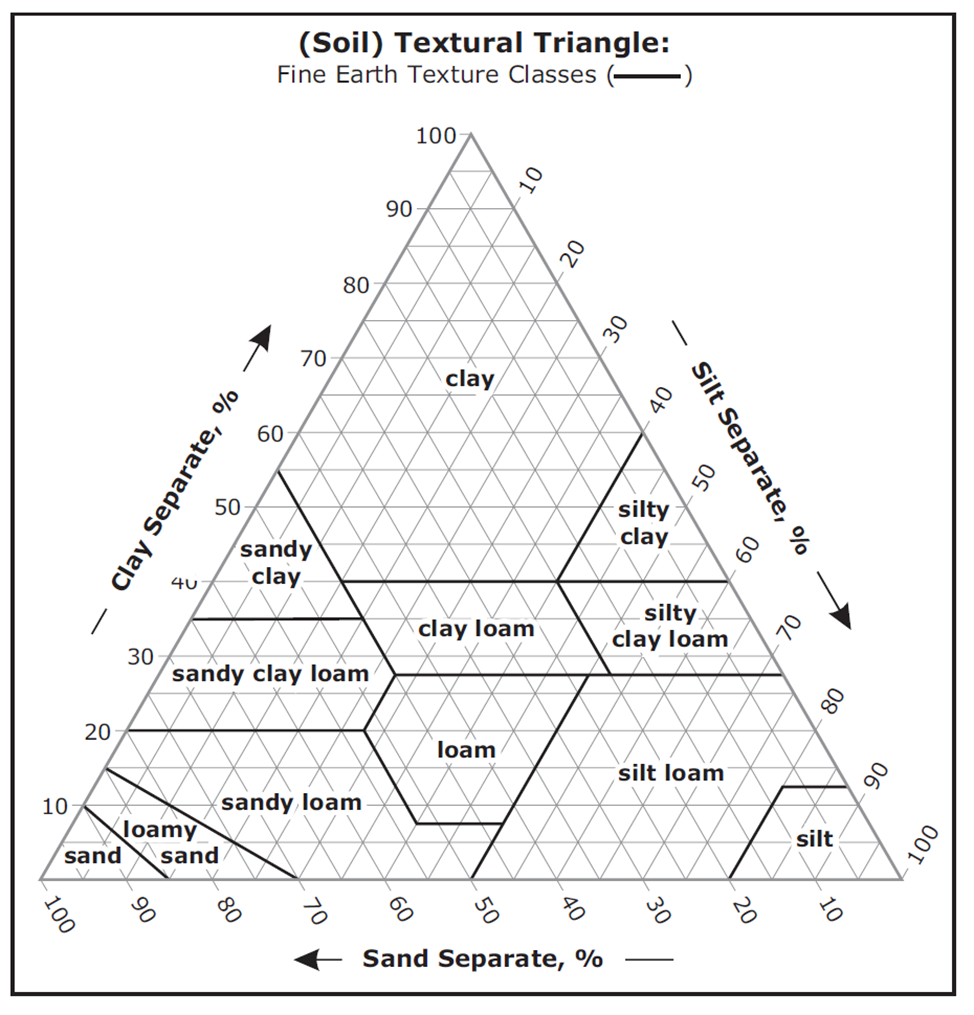 (Soil) Textural Triangle:
Fine Earth Texture Classes ( )
100
90
80
70
60
50
40
30
20
10
10
20
30
40
50
60
70
80
90
100
Clay Separate, %
Silt Separate, %
clay
silty
clay
sandy
clay
clay loam
silty
clay loam
sandy clay loam
loam
silt loam
sandy loam
loamy
sand
sand
silt
100
90
80
70
60
50
40
30
20
10
Sand Separate, %